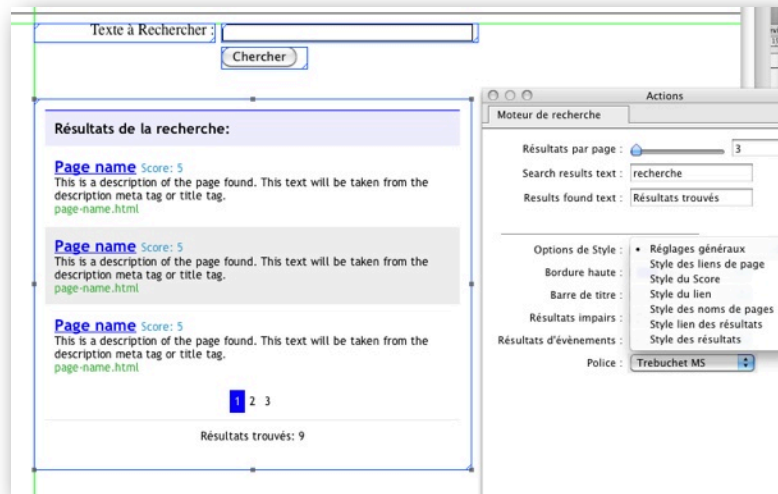 Texte à Rechercher :
Chercher
Résultats de la recherche:
Page name Score: 5
This is a description of the page found. This text will be taken from the
description meta tag or title tag.
page-name.html
Page name Score: 5
This is a description of the page found. This text will be taken from the
description meta tag or title tag.
page-name.html
Page name Score: 5
This is a description of the page found. This text will be taken from the
description meta tag or title tag.
page-name.html
1 2 3
Résultats trouvés: 9
Actions
Moteur de recherche
Résultats par page : 3
Search results text : recherche
Results found text : Résultats trouvés
Options de Style : • Réglages généraux
Style des liens de page
Bordure haute : Style du Score
Barre de titre : Style du lien
Résultats impairs : Style des noms de pages
Style lien des résultats
Résultats d'évènements : Style des résultats
Police : Trebuchet MS